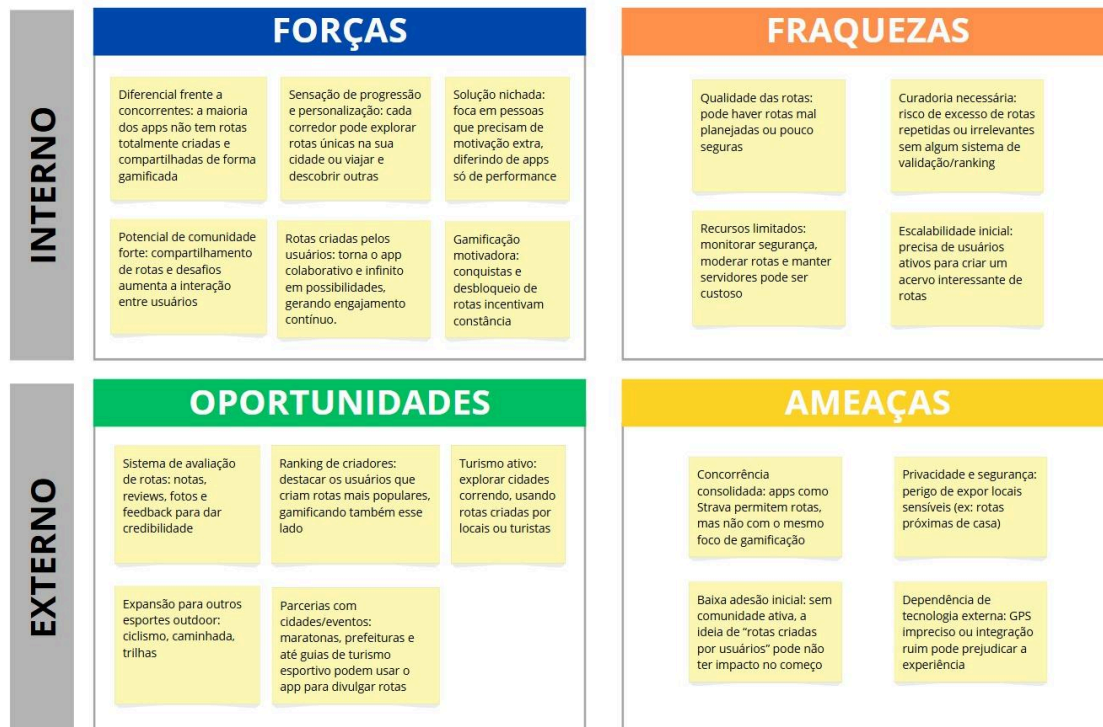 INTERNO
FORÇAS
Diferencial frente a
concorrentes: a maioria
dos apps não tem rotas
totalmente criadas e
compartilhadas de forma
gamificada
Sensação de progressão
e personalização: cada
corredor pode explorar
rotas únicas na sua
cidade ou viajar e
descobrir outras
Solução nichada:
foca em pessoas
que precisam de
motivação extra,
diferindo de apps
só de performance
Potencial de comunidade
forte: compartilhamento
de rotas e desafios
aumenta a interação
entre usuários
Rotas criadas pelos
usuários: torna o app
colaborativo e infinito
em possibilidades,
gerando engajamento
contínuo.
Gamificação
motivadora:
conquistas e
desbloqueio de
rotas incentivam
constância
FRAQUEZAS
Qualidade das rotas:
pode haver rotas mal
planejadas ou pouco
seguras
Curadoria necessária:
risco de excesso de rotas
repetidas ou irrelevantes
sem algum sistema de
validação/ranking
Recursos limitados:
monitorar segurança,
moderar rotas e manter
servidores pode ser
custoso
Escalabilidade inicial:
precisa de usuários
ativos para criar um
acervo interessante de
rotas
EXTERNO
OPORTUNIDADES
Sistema de avaliação
de rotas: notas,
reviews, fotos e
feedback para dar
credibilidade
Ranking de criadores:
destacar os usuários que
criam rotas mais populares,
gamificando também esse
lado
Turismo ativo:
explorar cidades
correndo, usando
rotas criadas por
locais ou turistas
Expansão para outros
esportes outdoor:
ciclismo, caminhada,
trilhas
Parcerias com
cidades/eventos:
maratonas, prefeituras e
até guias de turismo
esportivo podem usar o
app para divulgar rotas
AMEAÇAS
Concorrência
consolidada: apps como
Strava permitem rotas,
mas não com o mesmo
foco de gamificação
Privacidade e segurança:
perigo de expor locais
sensíveis (ex: rotas
próximas de casa)
Baixa adesão inicial: sem
comunidade ativa, a
ideia de “rotas criadas
por usuários” pode não
ter impacto no começo
Dependência de
tecnologia externa: GPS
impreciso ou integração
ruim pode prejudicar a
experiência